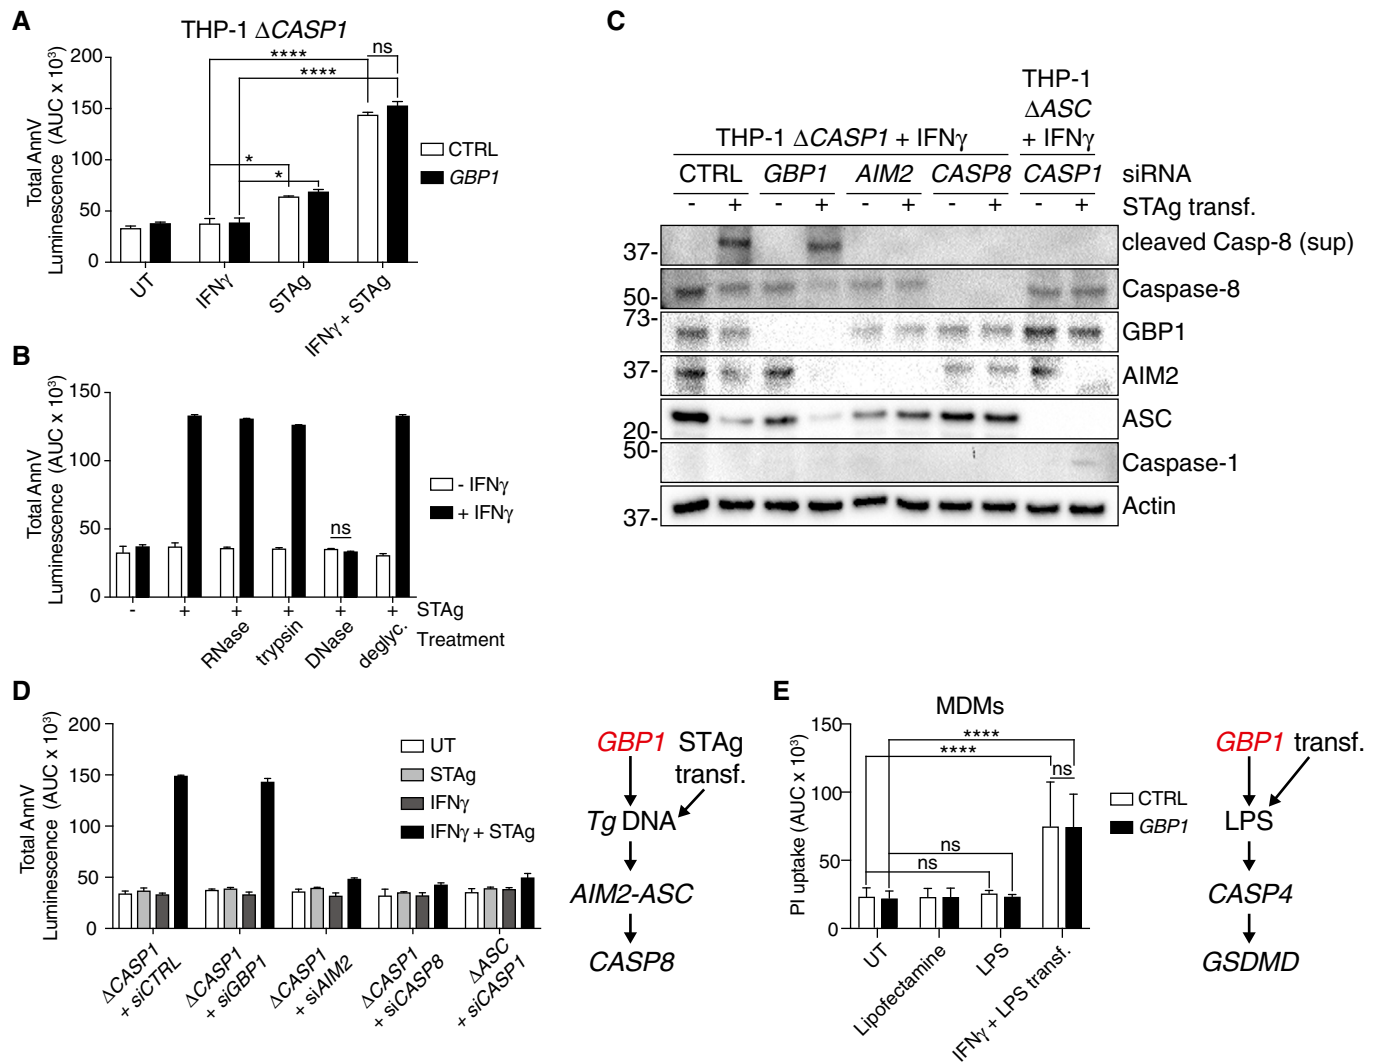 A
THP-1 ΔCASP1
Total AnnV
Luminescence (AUC x 10³)
200
150
100
50
0
****
ns
****
*
*
CTRL
GBP1
UT
IFNγ
STAg
IFNγ + STAg
B
Total AnnV
Luminescence (AUC x 10³)
150
100
50
0
ns
- IFNγ
+ IFNγ
- + + + + + STAg
RNase
trypsin
DNase
deglyc.
Treatment
C
THP-1
ΔASC
THP-1 ΔCASP1 + IFNγ + IFNγ
CTRL GBP1 AIM2 CASP8 CASP1 siRNA
- + - + - + - + - + STAg transf.
37- cleaved Casp-8 (sup)
50- Caspase-8
73- GBP1
37- AIM2
20- ASC
50- Caspase-1
37- Actin
D
Total AnnV
Luminescence (AUC x 10³)
200
150
100
50
0
UT
STAg
IFNγ
IFNγ + STAg
ΔCASP1
+ siCTRL
ΔCASP1
+ siGBP1
ΔCASP1
+ siAIM2
ΔCASP1
+ siCASP8
ΔASC
+ siCASP1
GBP1 STAg
transf.
Tg DNA
AIM2-ASC
CASP8
E
MDMs
PI uptake (AUC x 10³)
150
100
50
0
****
****
ns
ns
ns
CTRL
GBP1
UT
Lipofectamine
LPS
IFNγ + LPS transf.
GBP1 transf.
LPS
CASP4
GSDMD